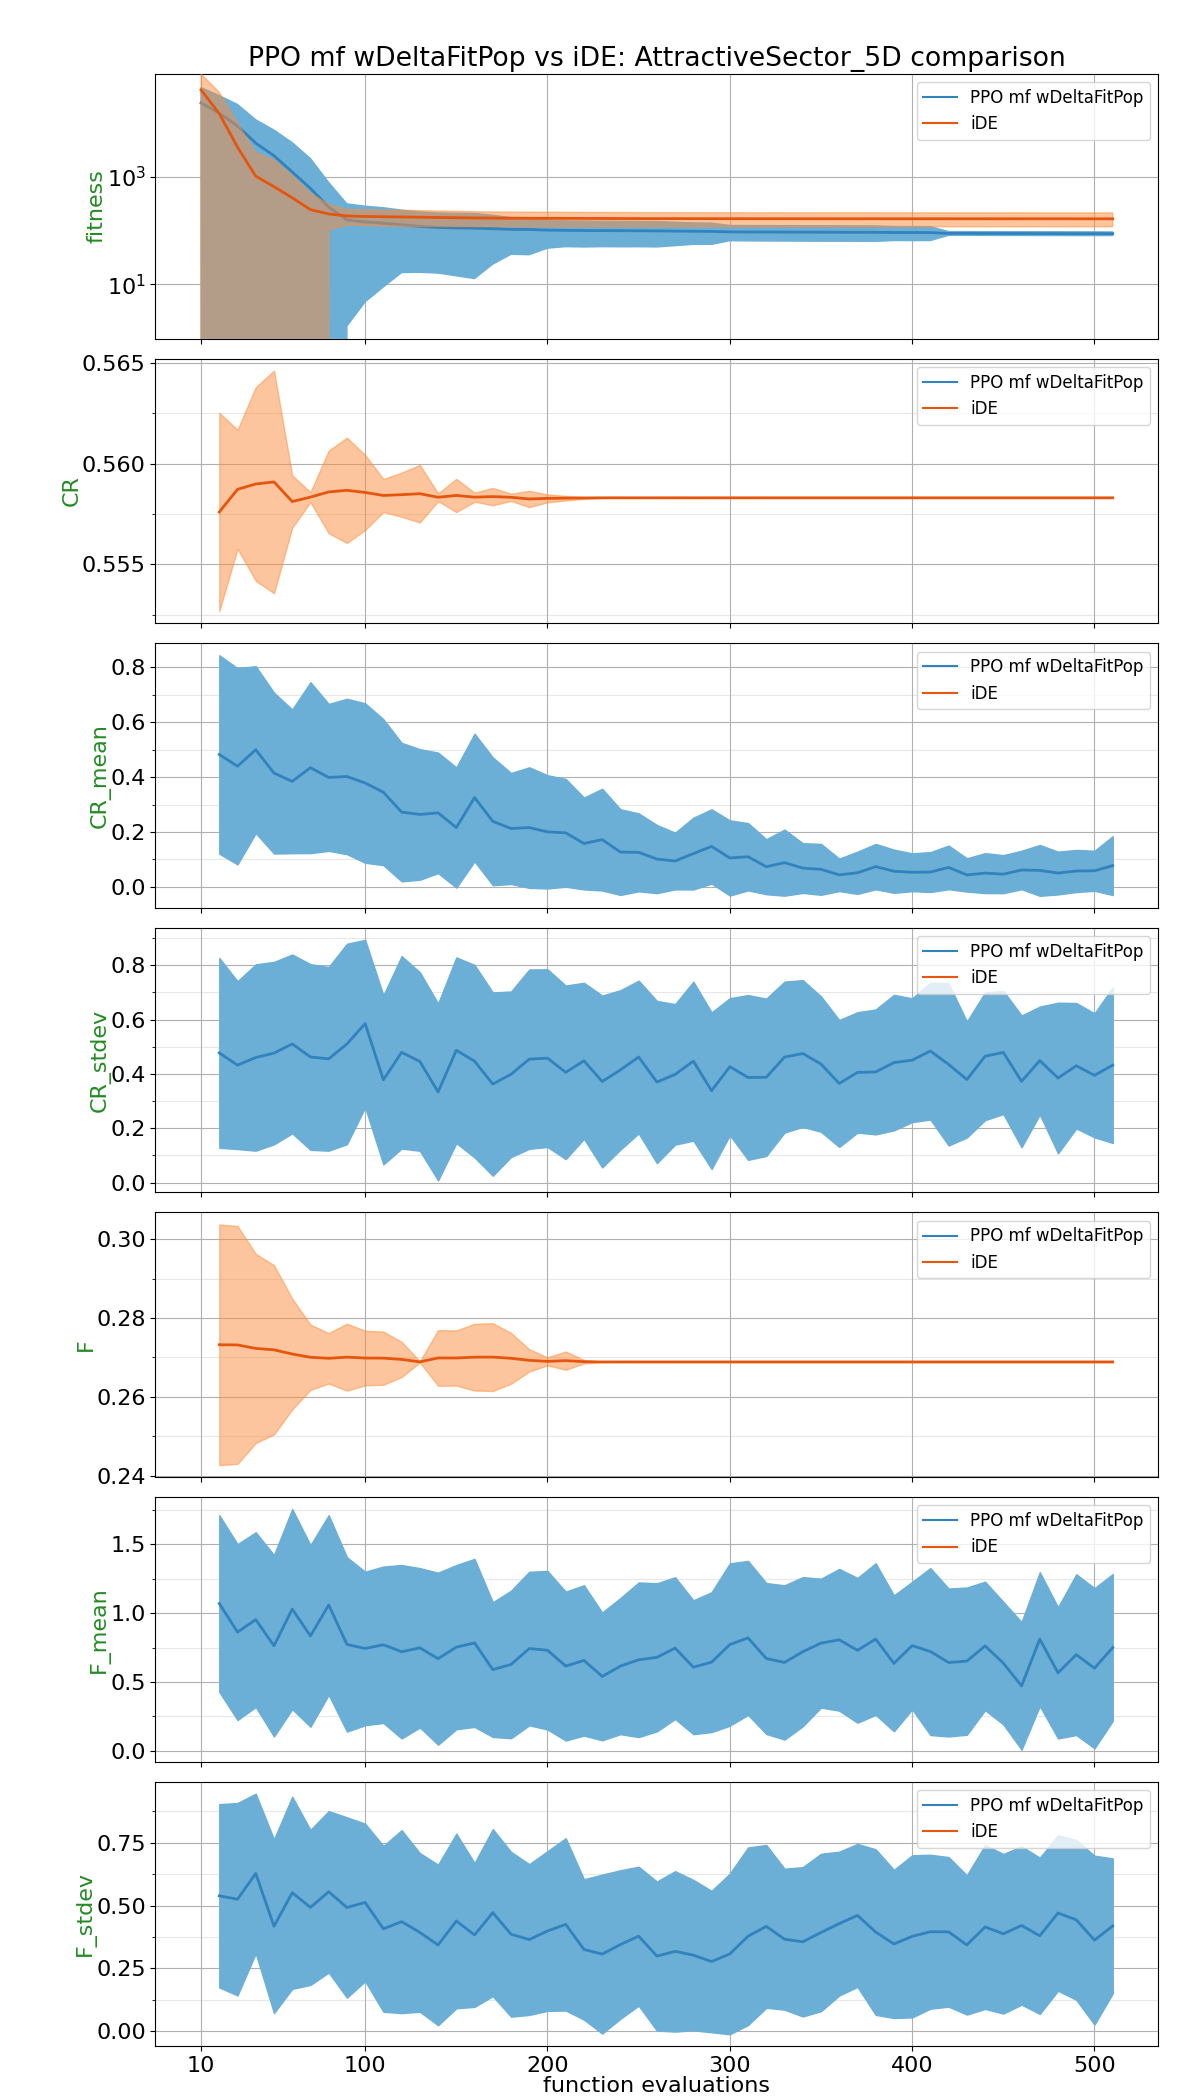 PPO mf wDeltaFitPop vs iDE: AttractiveSector_5D comparison
fitness
10³
10¹
PPO mf wDeltaFitPop
iDE
CR
0.565
0.560
0.555
PPO mf wDeltaFitPop
iDE
CR_mean
0.8
0.6
0.4
0.2
0.0
PPO mf wDeltaFitPop
iDE
CR_stdev
0.8
0.6
0.4
0.2
0.0
PPO mf wDeltaFitPop
iDE
F
0.30
0.28
0.26
0.24
PPO mf wDeltaFitPop
iDE
F_mean
1.5
1.0
0.5
0.0
PPO mf wDeltaFitPop
iDE
F_stdev
0.75
0.50
0.25
0.00
PPO mf wDeltaFitPop
iDE
10 100 200 300 400 500
function evaluations